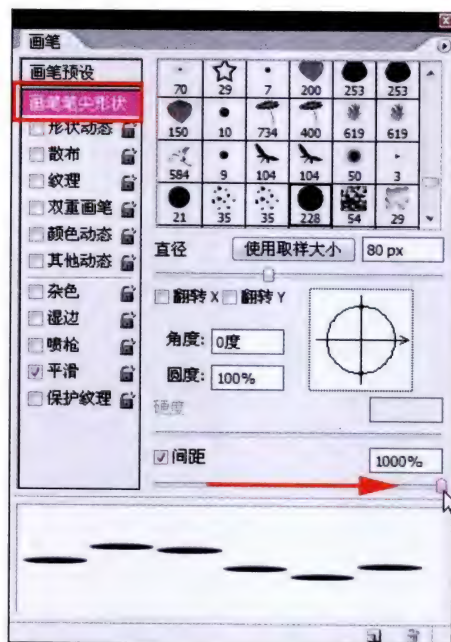 画笔
画笔预设
画笔笔尖形状
形状动态
散布
纹理
双重画笔
颜色动态
其他动态
杂色
湿边
喷枪
平滑
保护纹理
70 29 7 200 253 253
150 10 734 400 619 619
584 9 104 104 50 3
21 35 35 228 54 29
直径 使用取样大小 80 px
翻转 X 翻转 Y
角度: 0度
圆度: 100%
硬度
间距 1000%